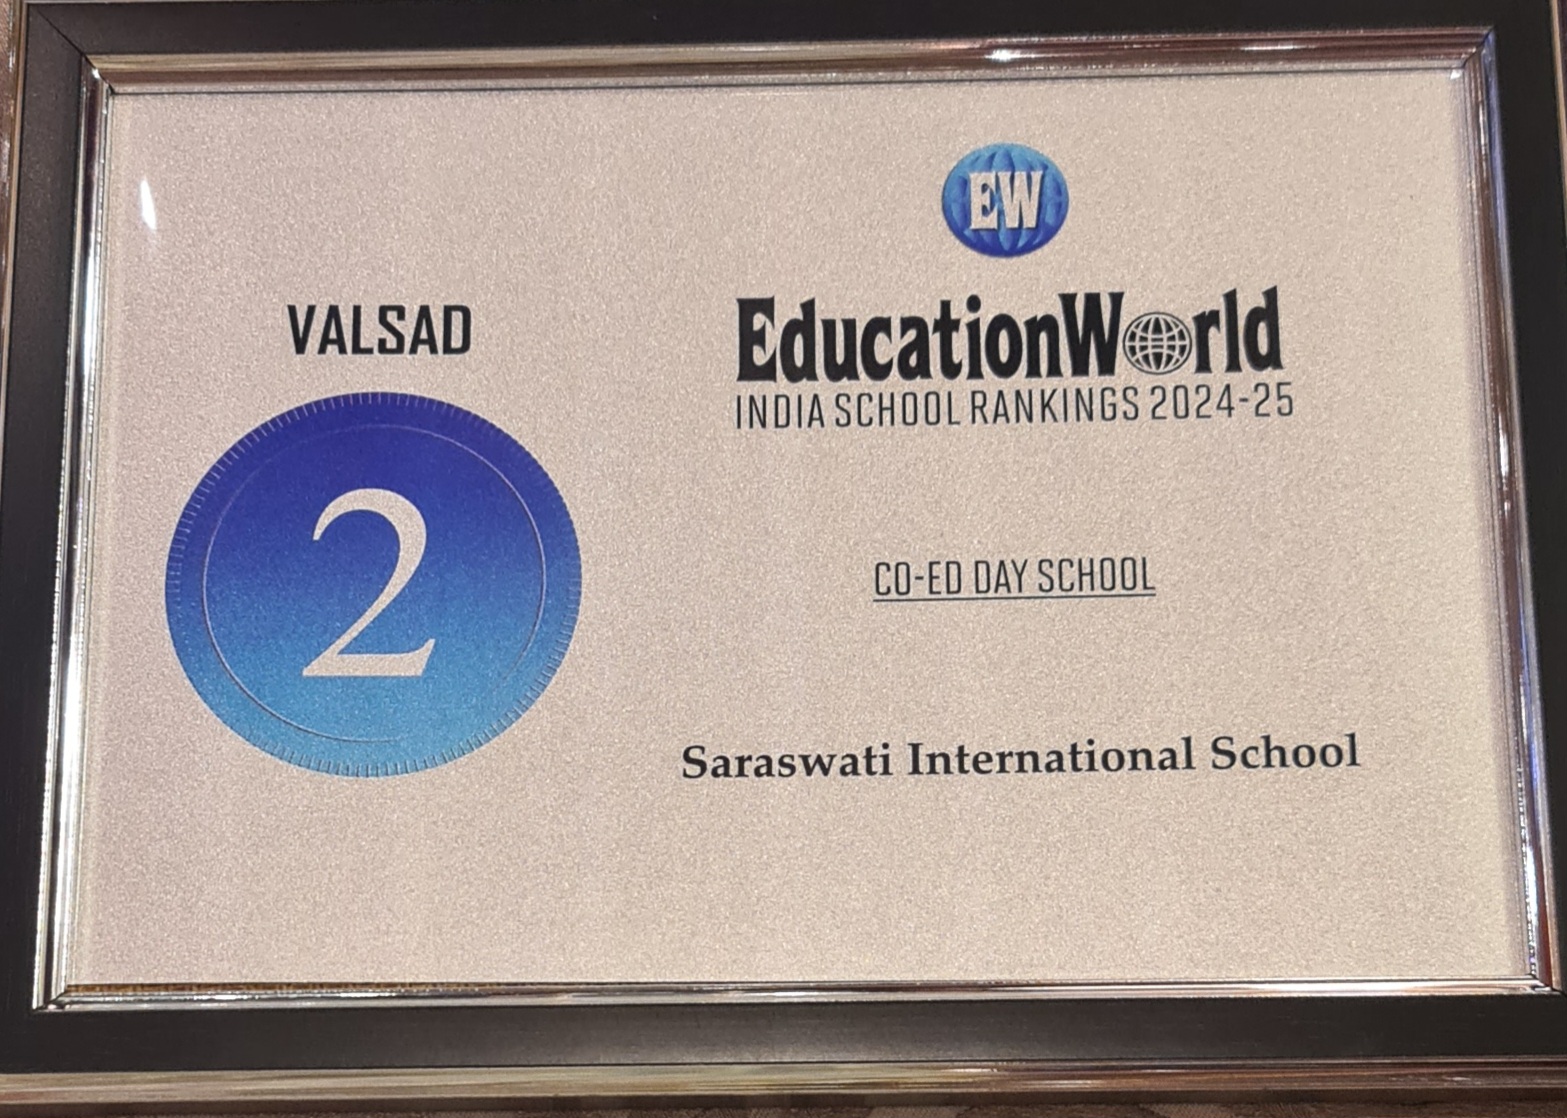 VALSAD
2
EW
EducationWorld
INDIA SCHOOL RANKINGS 2024-25
CO-ED DAY SCHOOL
Saraswati International School